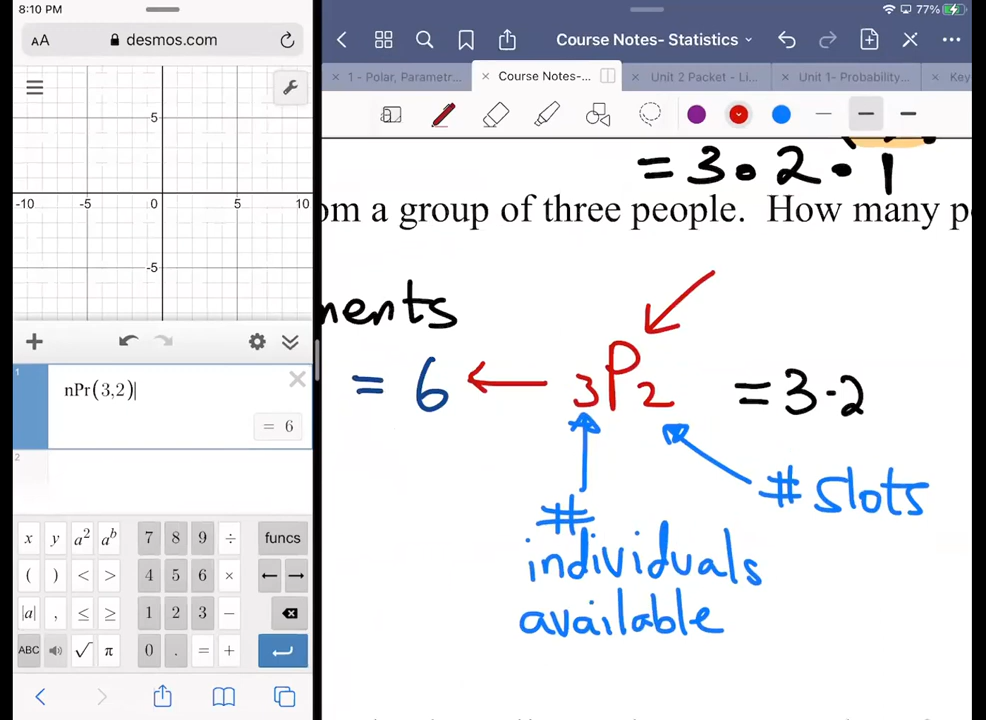 8:10 PM
77%
AA desmos.com
5
-10 -5 0 5 10
-5
1
nPr(3,2)
= 6
2
x y a² aᵇ 7 8 9 ÷ funcs
( ) < > 4 5 6 × ← →
|a| , ≤ ≥ 1 2 3 −
ABC √ π 0 . = +
Course Notes- Statistics
× 1 - Polar, Parametr...
× Course Notes-...
× Unit 2 Packet - Li...
× Unit 1- Probability...
× Key
= 3 · 2 · 1
om a group of three people. How many p
ments
= 6 ← 3P2 = 3·2
# slots
#
individuals
available